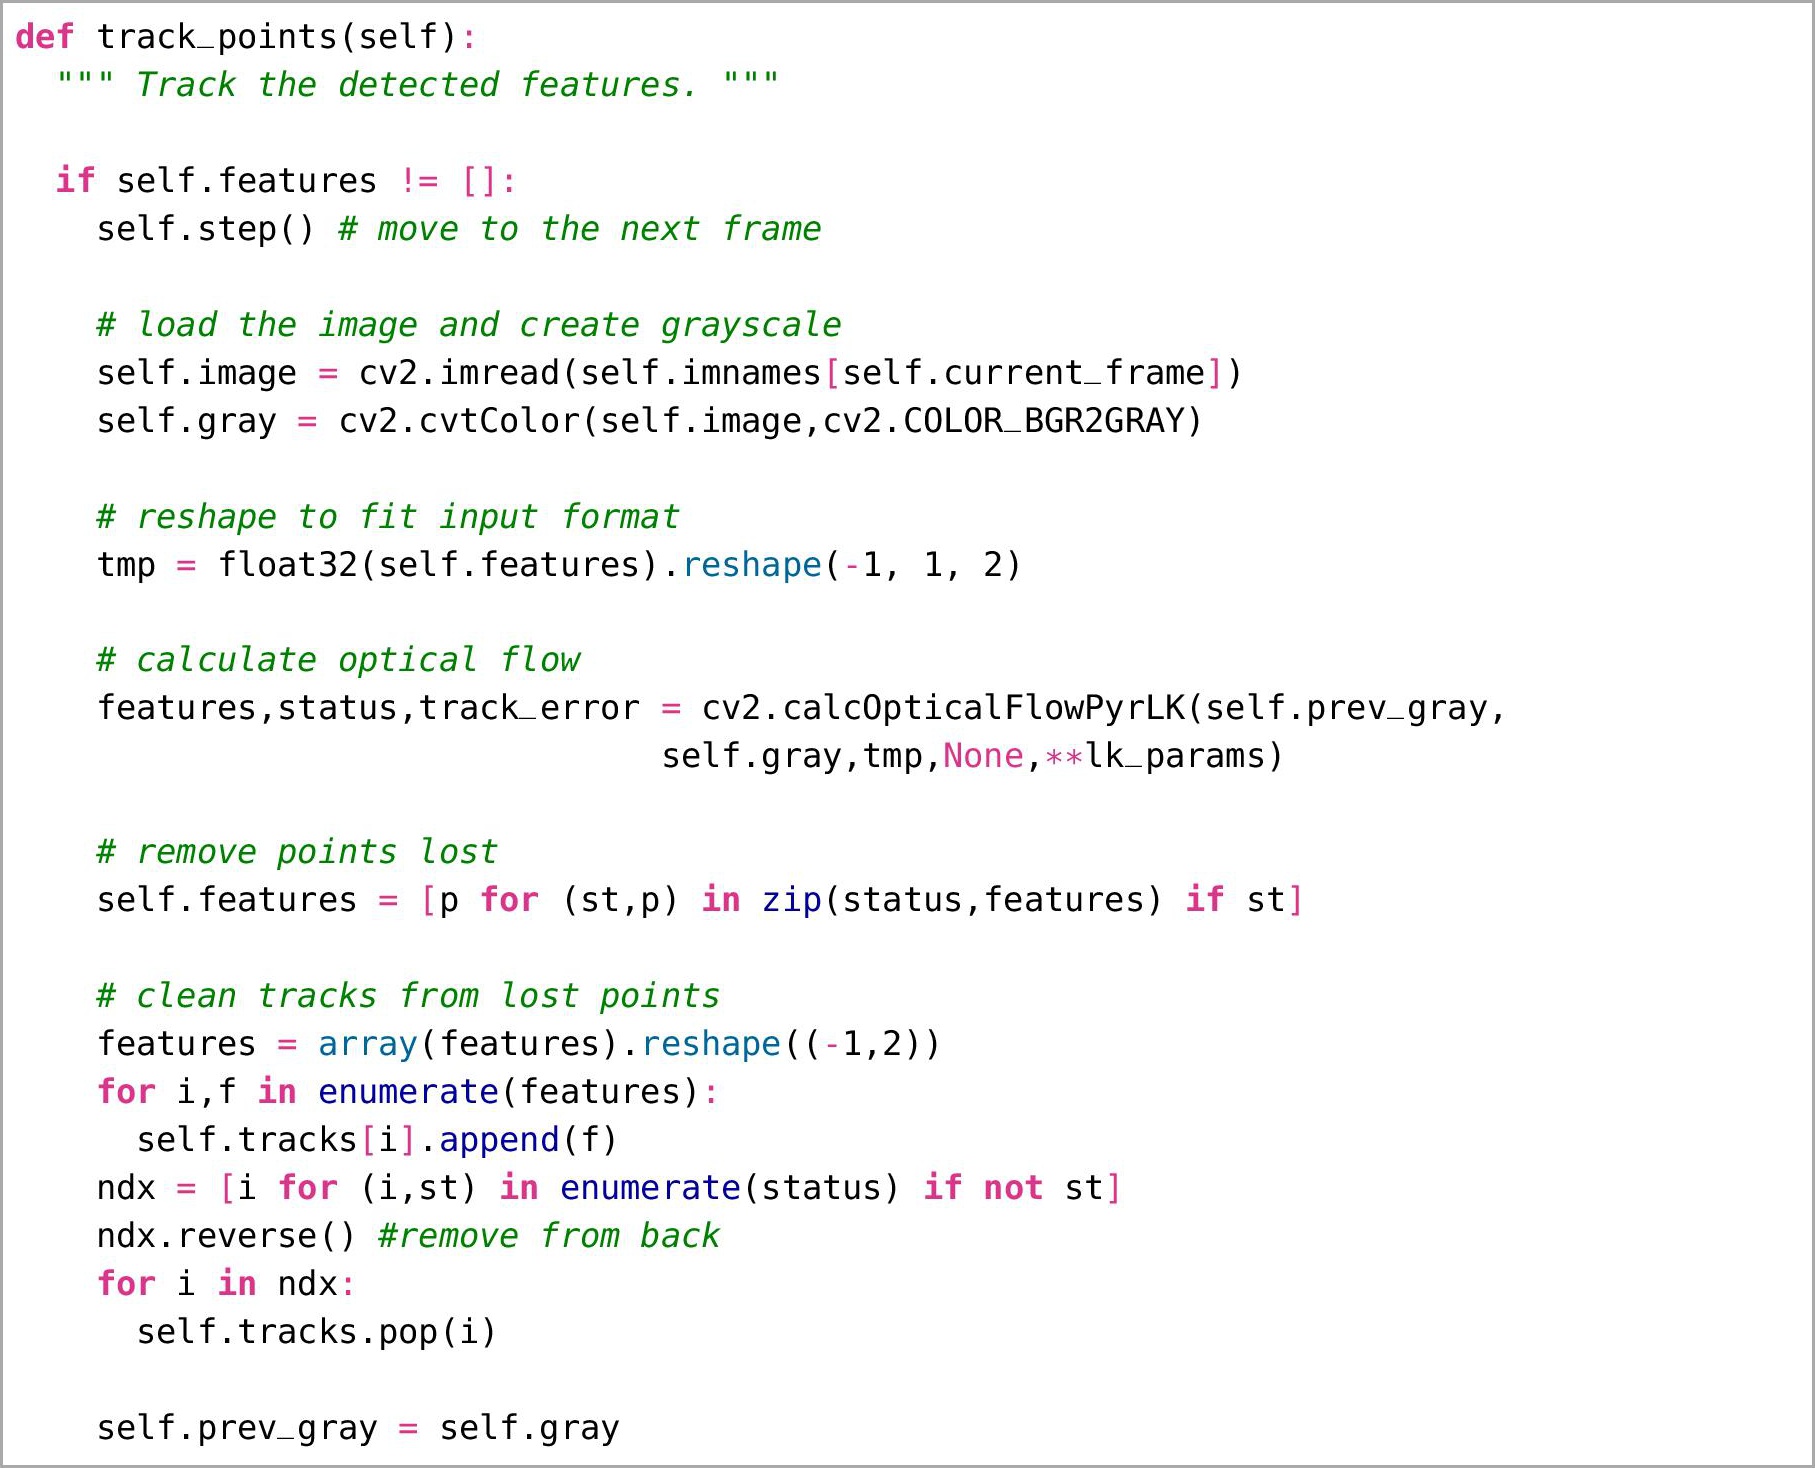 def track_points(self):
  """ Track the detected features. """

  if self.features != []:
    self.step() # move to the next frame

    # load the image and create grayscale
    self.image = cv2.imread(self.imnames[self.current_frame])
    self.gray = cv2.cvtColor(self.image,cv2.COLOR_BGR2GRAY)

    # reshape to fit input format
    tmp = float32(self.features).reshape(-1, 1, 2)

    # calculate optical flow
    features,status,track_error = cv2.calcOpticalFlowPyrLK(self.prev_gray,
                                self.gray,tmp,None,**lk_params)

    # remove points lost
    self.features = [p for (st,p) in zip(status,features) if st]

    # clean tracks from lost points
    features = array(features).reshape((-1,2))
    for i,f in enumerate(features):
      self.tracks[i].append(f)
    ndx = [i for (i,st) in enumerate(status) if not st]
    ndx.reverse() #remove from back
    for i in ndx:
      self.tracks.pop(i)

    self.prev_gray = self.gray